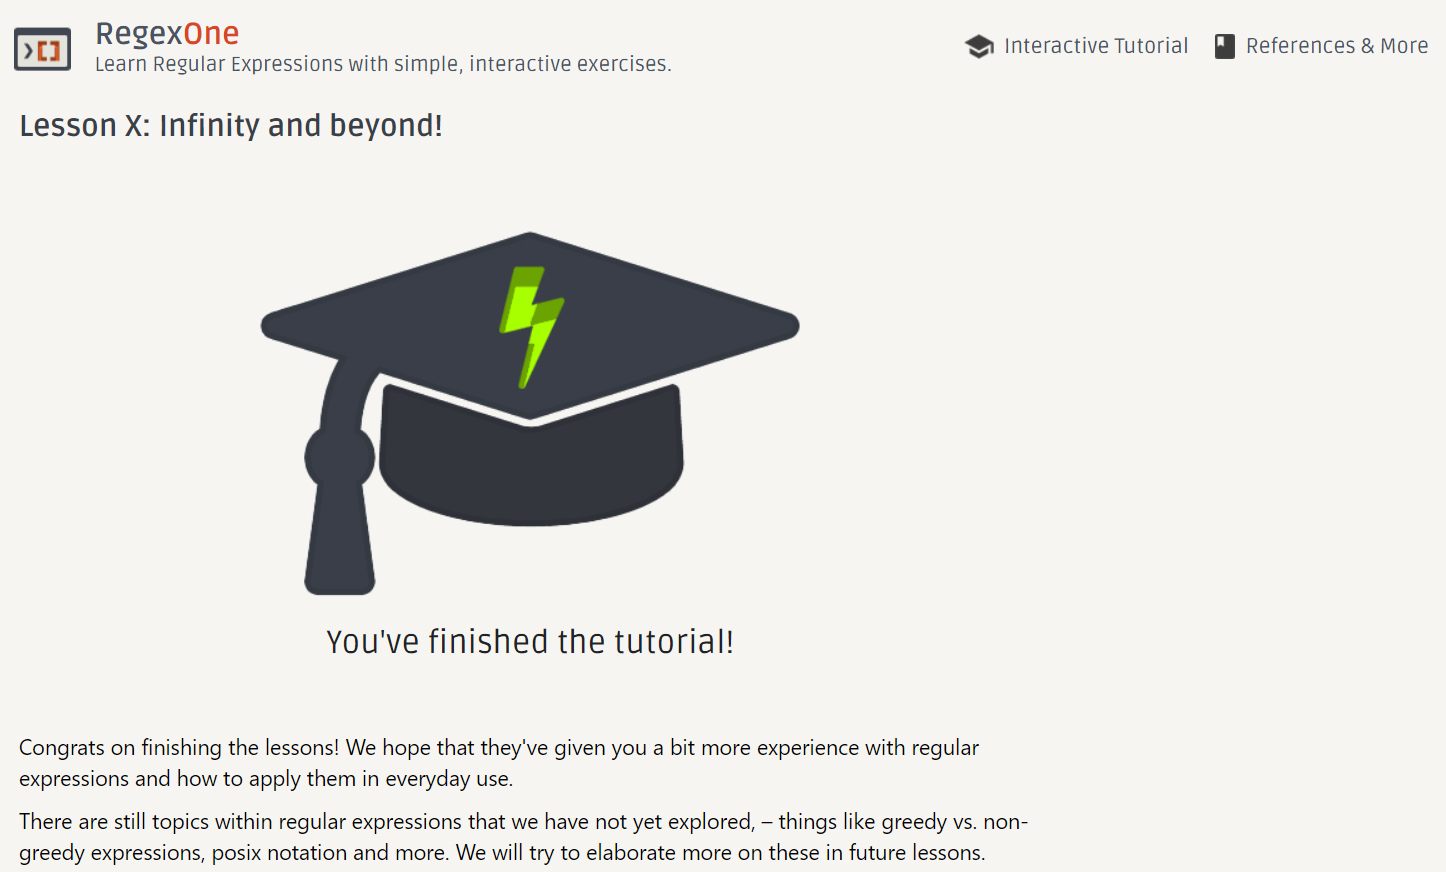 RegexOne
Learn Regular Expressions with simple, interactive exercises.
Interactive Tutorial
References & More
Lesson X: Infinity and beyond!
You've finished the tutorial!
Congrats on finishing the lessons! We hope that they've given you a bit more experience with regular
expressions and how to apply them in everyday use.
There are still topics within regular expressions that we have not yet explored, – things like greedy vs. non-
greedy expressions, posix notation and more. We will try to elaborate more on these in future lessons.